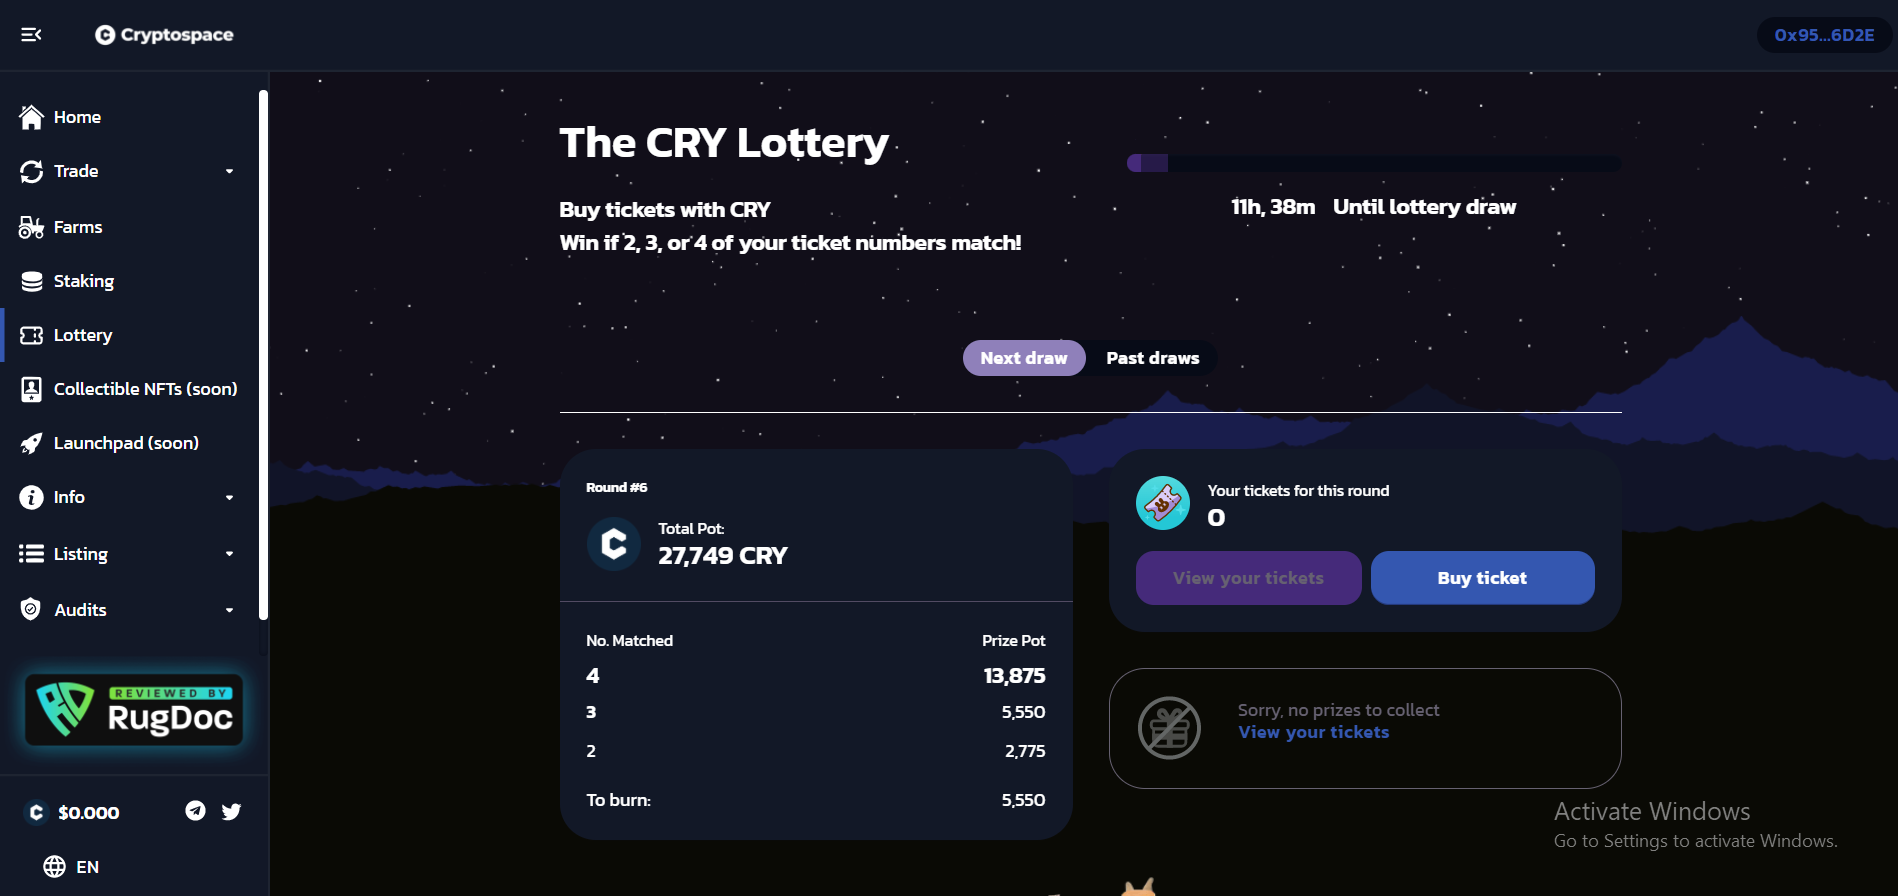 Cryptospace
0x95...6D2E
Home
Trade
Farms
Staking
Lottery
Collectible NFTs (soon)
Launchpad (soon)
Info
Listing
Audits
REVIEWED BY
RugDoc
$0.000
EN
The CRY Lottery
Buy tickets with CRY
Win if 2, 3, or 4 of your ticket numbers match!
11h, 38m Until lottery draw
Next draw Past draws
Round #6
Total Pot:
27,749 CRY
No. Matched Prize Pot
4 13,875
3 5,550
2 2,775
To burn: 5,550
Your tickets for this round
0
View your tickets Buy ticket
Sorry, no prizes to collect
View your tickets
Activate Windows
Go to Settings to activate Windows.